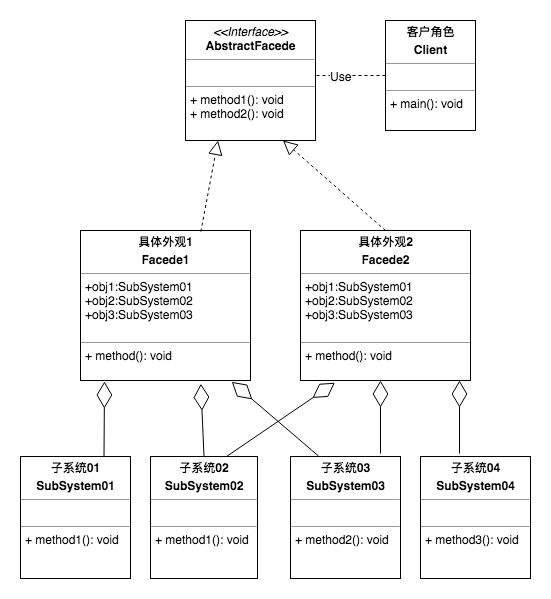 <<Interface>>
AbstractFacede
+ method1(): void
+ method2(): void
Use
客户角色
Client
+ main(): void
具体外观1
Facede1
+obj1:SubSystem01
+obj2:SubSystem02
+obj3:SubSystem03
+ method(): void
具体外观2
Facede2
+obj1:SubSystem01
+obj2:SubSystem02
+obj3:SubSystem03
+ method(): void
子系统01
SubSystem01
+ method1(): void
子系统02
SubSystem02
+ method1(): void
子系统03
SubSystem03
+ method2(): void
子系统04
SubSystem04
+ method3(): void